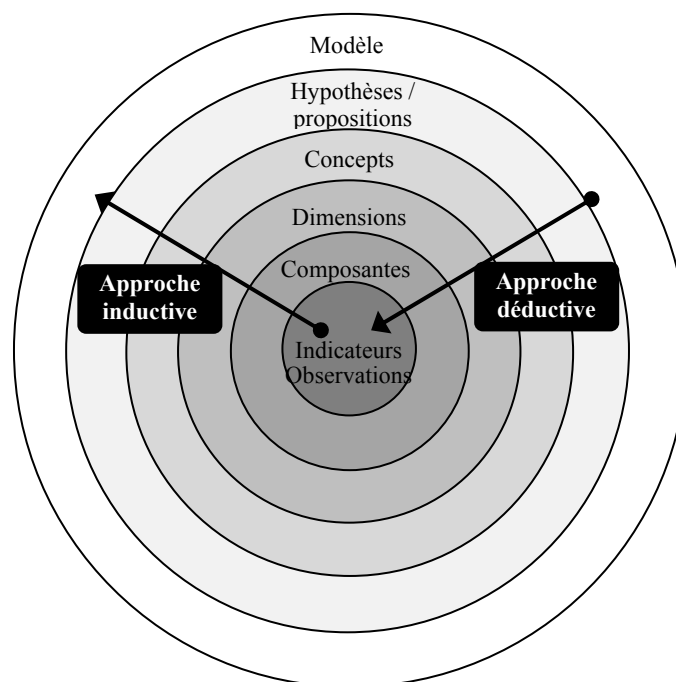 Modèle
Hypothèses /
propositions
Concepts
Dimensions
Composantes
Approche
inductive
Approche
déductive
Indicateurs
Observations